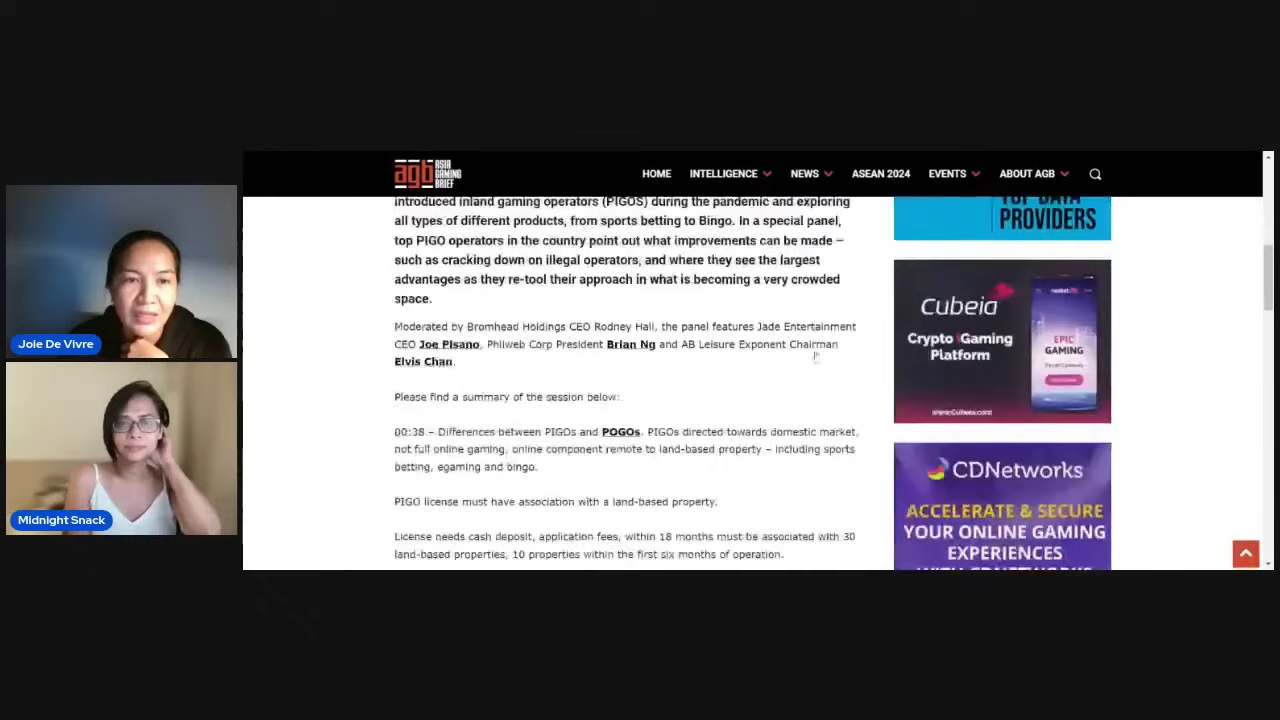 agb ASIA GAMING BRIEF
HOME INTELLIGENCE NEWS ASEAN 2024 EVENTS ABOUT AGB
introduced inland gaming operators (PIGOS) during the pandemic and exploring
all types of different products, from sports betting to Bingo. In a special panel,
top PIGO operators in the country point out what improvements can be made –
such as cracking down on illegal operators, and where they see the largest
advantages as they re-tool their approach in what is becoming a very crowded
space.
Moderated by Bromhead Holdings CEO Rodney Hall, the panel features Jade Entertainment
CEO Joe Pisano, Philweb Corp President Brian Ng and AB Leisure Exponent Chairman
Elvis Chan.
Please find a summary of the session below:
00:38 – Differences between PIGOs and POGOs. PIGOs directed towards domestic market,
not full online gaming, online component remote to land-based property – including sports
betting, egaming and bingo.
PIGO license must have association with a land-based property.
License needs cash deposit, application fees, within 18 months must be associated with 30
land-based properties, 10 properties within the first six months of operation.
TOP DATA
PROVIDERS
Cubeia
Crypto iGaming
Platform
EPIC
GAMING
www.Cubeia.com
CDNetworks
ACCELERATE & SECURE
YOUR ONLINE GAMING
EXPERIENCES
WITH CDNETWORKS
Joie De Vivre
Midnight Snack